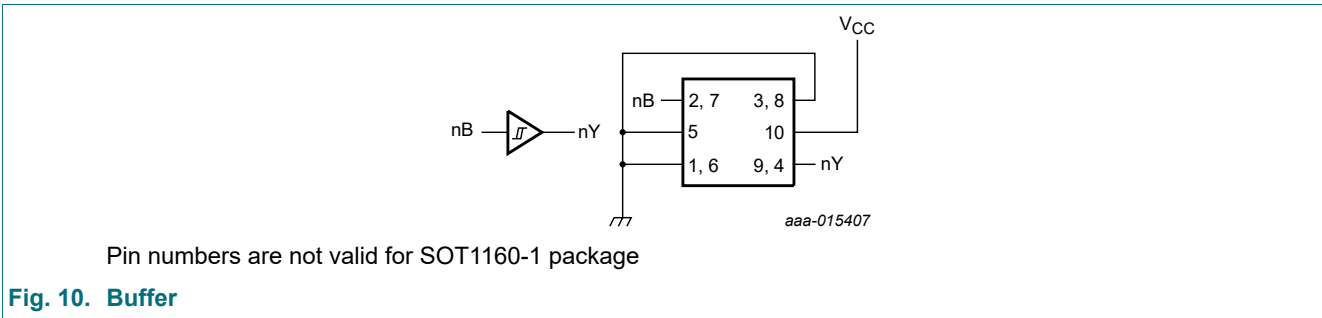 VCC
nB 2, 7 3, 8
nB nY 5 10
1, 6 9, 4 nY
aaa-015407
Pin numbers are not valid for SOT1160-1 package
Fig. 10. Buffer